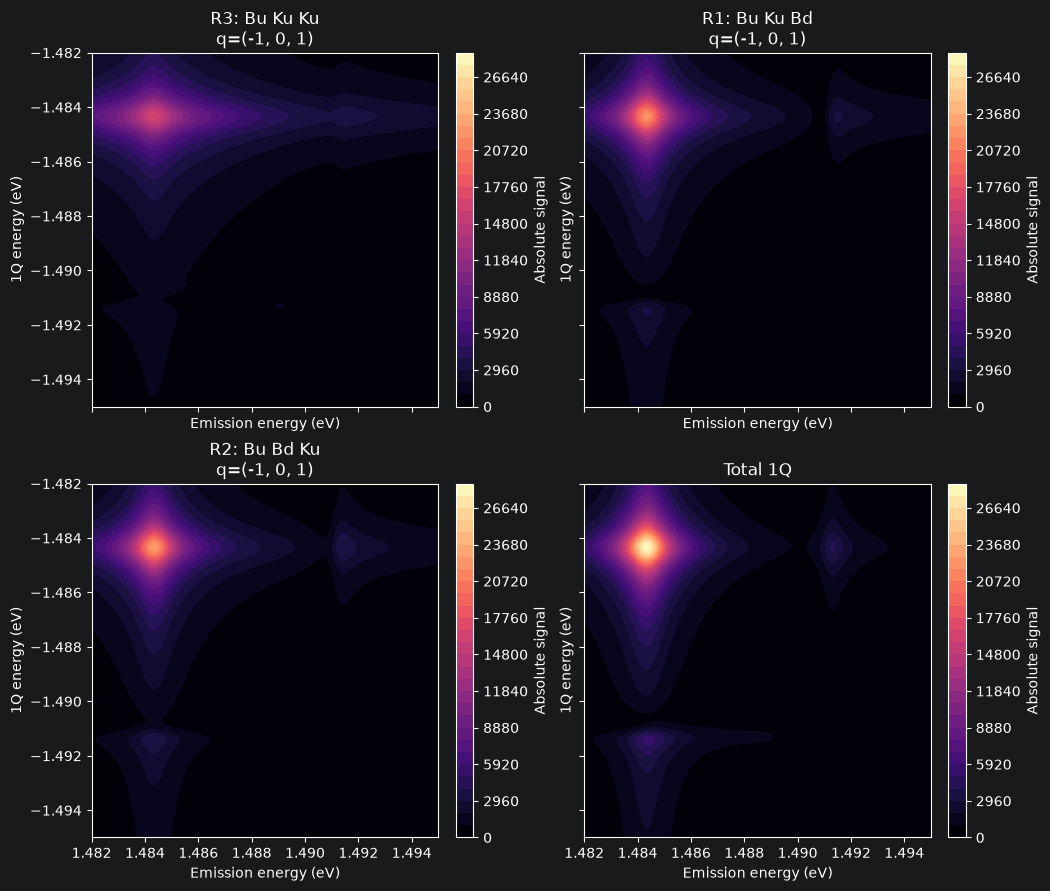 R3: Bu Ku Ku
q=(-1, 0, 1)
−1.482
−1.484
−1.486
−1.488
−1.490
−1.492
−1.494
1Q energy (eV)
Emission energy (eV)
26640
23680
20720
17760
14800
11840
8880
5920
2960
0
Absolute signal
R1: Bu Ku Bd
q=(-1, 0, 1)
1Q energy (eV)
Emission energy (eV)
26640
23680
20720
17760
14800
11840
8880
5920
2960
0
Absolute signal
R2: Bu Bd Ku
q=(-1, 0, 1)
−1.482
−1.484
−1.486
−1.488
−1.490
−1.492
−1.494
1Q energy (eV)
1.482 1.484 1.486 1.488 1.490 1.492 1.494
Emission energy (eV)
26640
23680
20720
17760
14800
11840
8880
5920
2960
0
Absolute signal
Total 1Q
1Q energy (eV)
1.482 1.484 1.486 1.488 1.490 1.492 1.494
Emission energy (eV)
26640
23680
20720
17760
14800
11840
8880
5920
2960
0
Absolute signal